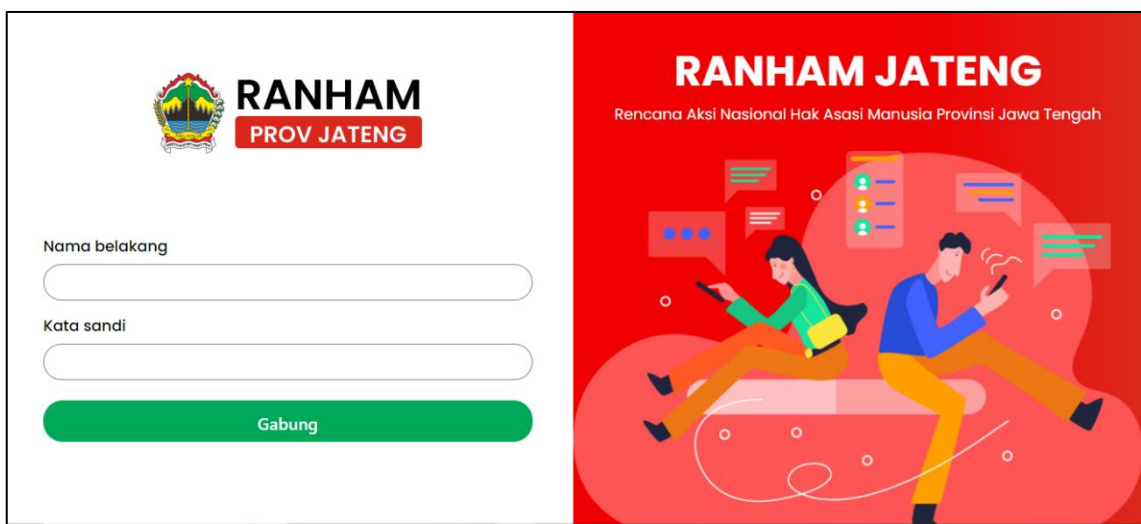 RANHAM
PROV JATENG
Nama belakang
Kata sandi
Gabung
RANHAM JATENG
Rencana Aksi Nasional Hak Asasi Manusia Provinsi Jawa Tengah